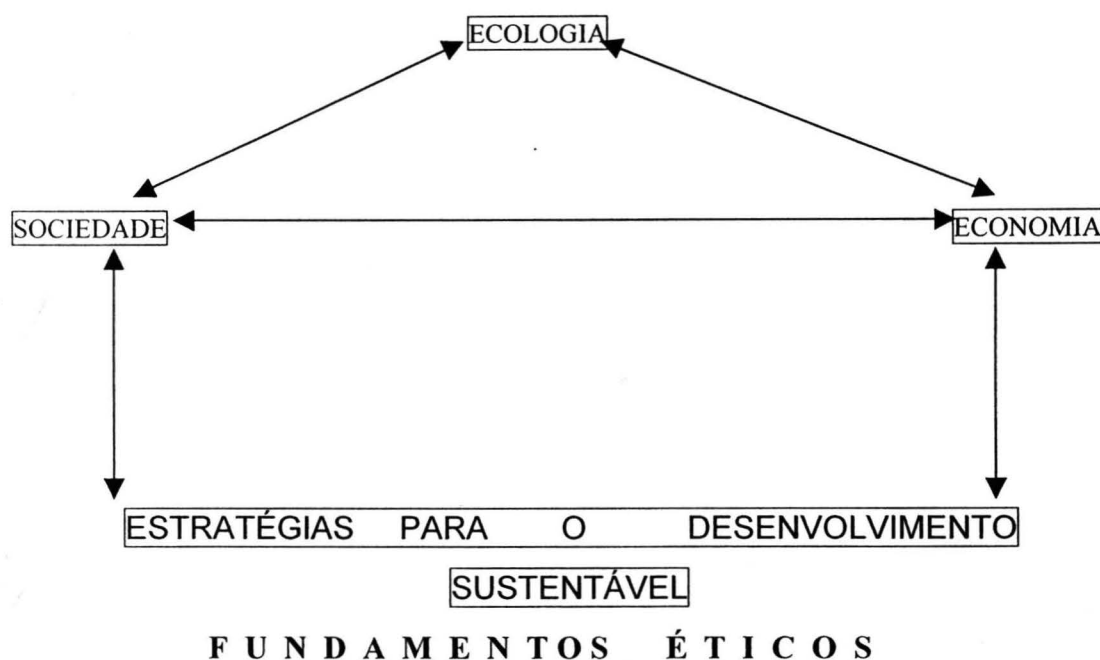 ECOLOGIA
SOCIEDADE
ECONOMIA
ESTRATÉGIAS PARA O DESENVOLVIMENTO
SUSTENTÁVEL
FUNDAMENTOS ÉTICOS